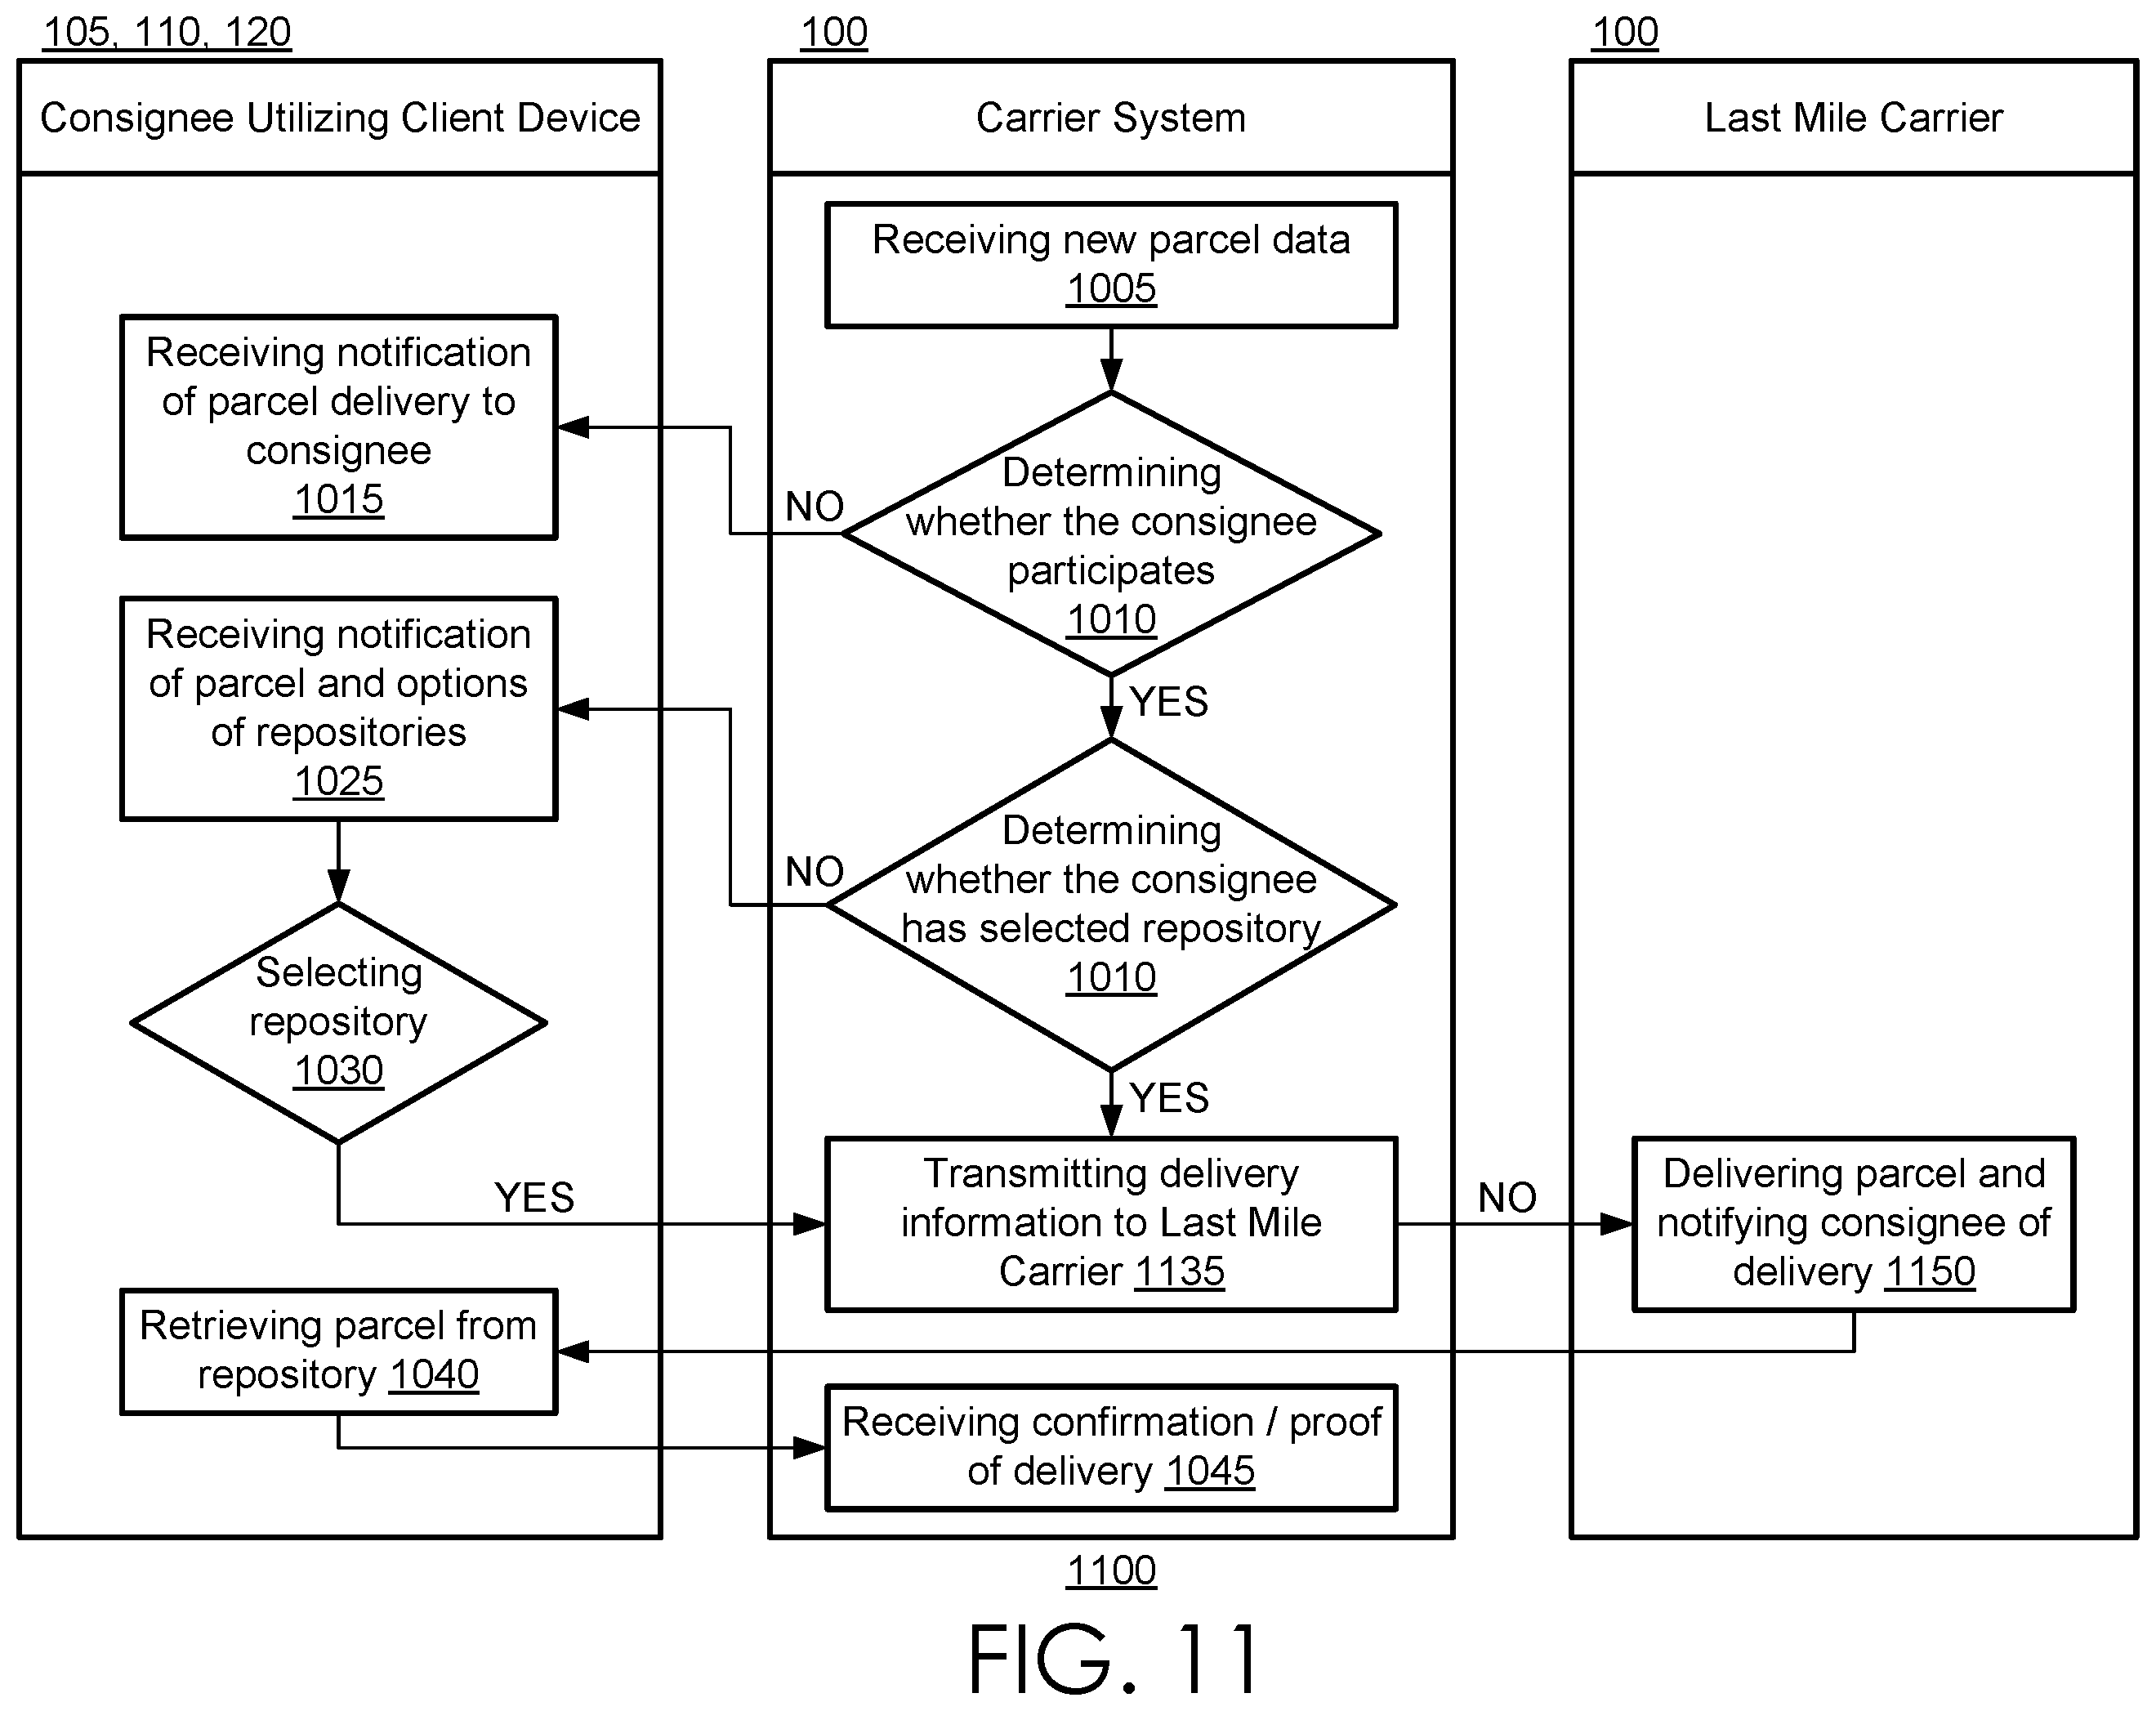 105, 110, 120
Consignee Utilizing Client Device
Receiving notification
of parcel delivery to
consignee
1015
Receiving notification
of parcel and options
of repositories
1025
Selecting
repository
1030
YES
Retrieving parcel from
repository 1040
100
Carrier System
Receiving new parcel data
1005
Determining
whether the consignee
participates
1010
NO
YES
Determining
whether the consignee
has selected repository
1010
NO
YES
Transmitting delivery
information to Last Mile
Carrier 1135
NO
Receiving confirmation / proof
of delivery 1045
100
Last Mile Carrier
Delivering parcel and
notifying consignee of
delivery 1150
1100
FIG. 11